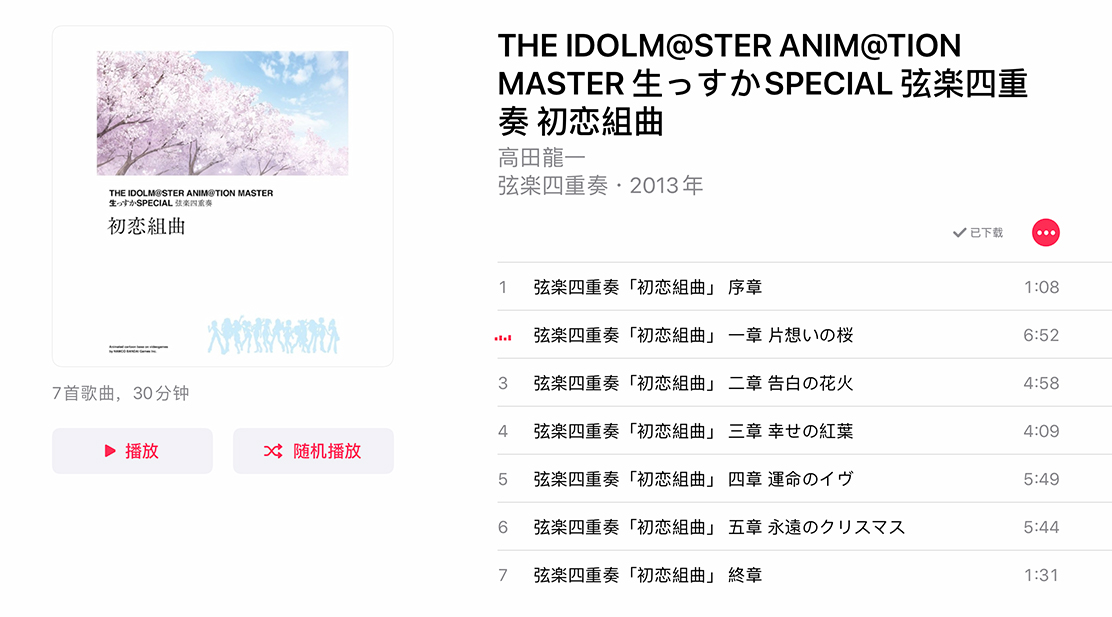 THE IDOLM@STER ANIM@TION MASTER
生っすかSPECIAL 弦楽四重奏
初恋組曲
Animated cartoon base on videogames
by NAMCO BANDAI Games Inc.
7首歌曲，30分钟
播放
随机播放
THE IDOLM@STER ANIM@TION
MASTER 生っすかSPECIAL 弦楽四重
奏 初恋組曲
高田龍一
弦楽四重奏・2013年
已下载
1 弦楽四重奏「初恋組曲」 序章 1:08
弦楽四重奏「初恋組曲」 一章 片想いの桜 6:52
3 弦楽四重奏「初恋組曲」 二章 告白の花火 4:58
4 弦楽四重奏「初恋組曲」 三章 幸せの紅葉 4:09
5 弦楽四重奏「初恋組曲」 四章 運命のイヴ 5:49
6 弦楽四重奏「初恋組曲」 五章 永遠のクリスマス 5:44
7 弦楽四重奏「初恋組曲」 終章 1:31